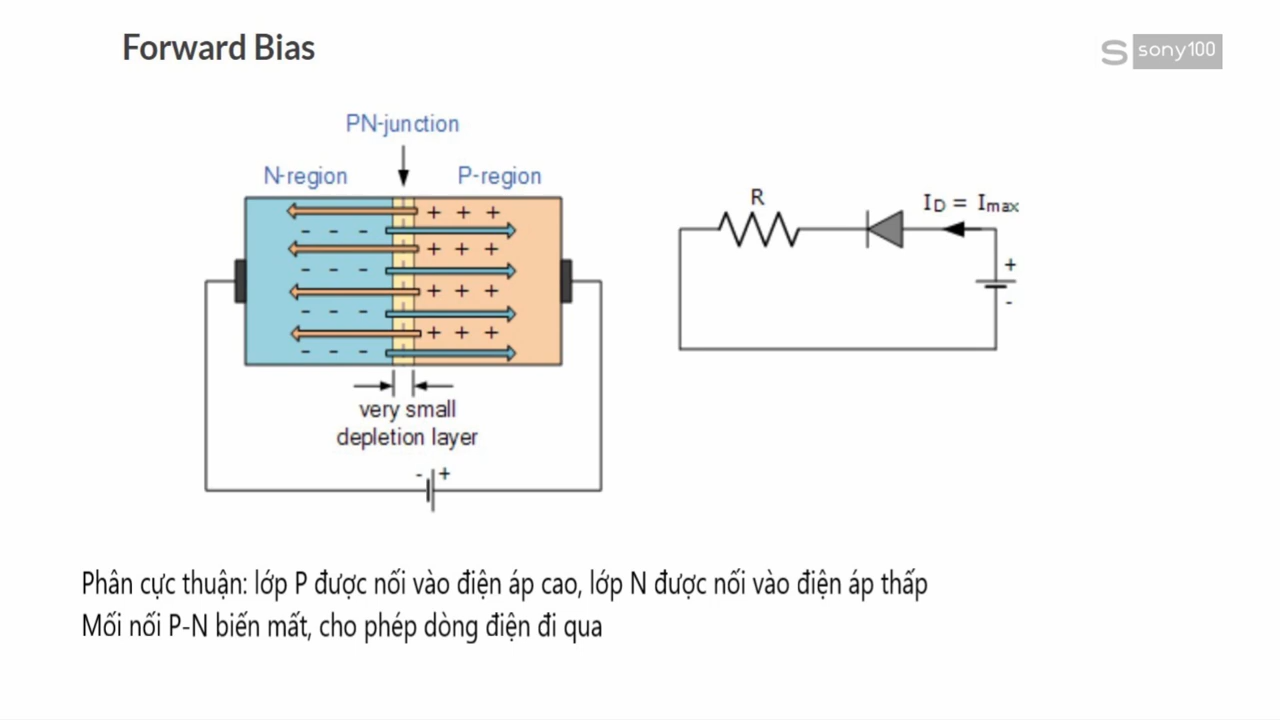 Forward Bias
S sony100
PN-junction
N-region P-region
+ + +
- - -
+ + +
- - -
+ + +
- - -
+ + +
- - -
very small
depletion layer
- +
R
I_D = I_max
+
-
Phân cực thuận: lớp P được nối vào điện áp cao, lớp N được nối vào điện áp thấp
Mối nối P-N biến mất, cho phép dòng điện đi qua